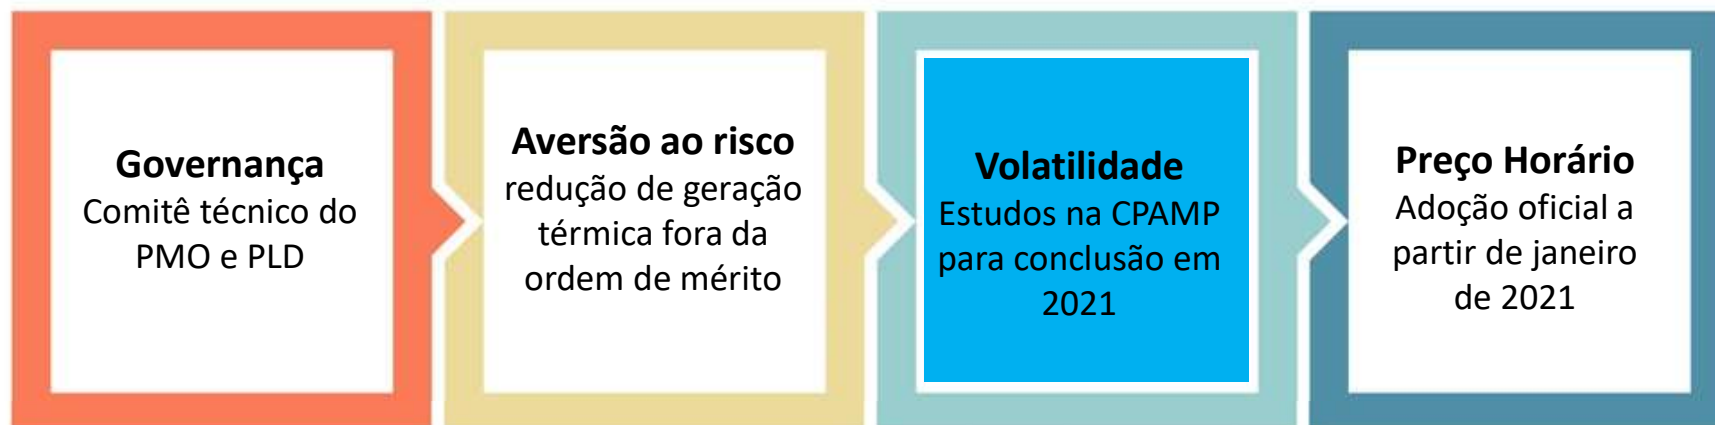 Governança
Comitê técnico do
PMO e PLD
Aversão ao risco
redução de geração
térmica fora da
ordem de mérito
Volatilidade
Estudos na CPAMP
para conclusão em
2021
Preço Horário
Adoção oficial a
partir de janeiro
de 2021